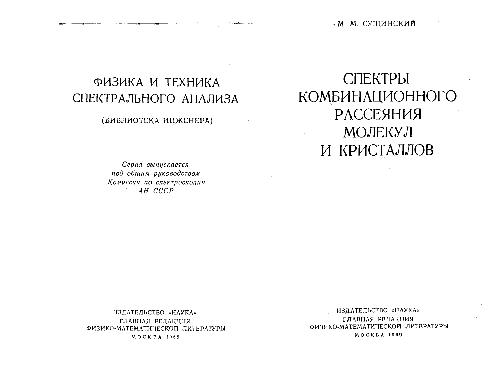 ФИЗИКА И ТЕХНИКА
СПЕКТРАЛЬНОГО АНАЛИЗА
(БИБЛИОТЕКА ИНЖЕНЕРА)
Серия выпускается
под общим руководством
Комиссии по спектроскопии
АН СССР
ИЗДАТЕЛЬСТВО «НАУКА»
ГЛАВНАЯ РЕДАКЦИЯ
ФИЗИКО-МАТЕМАТИЧЕСКОЙ ЛИТЕРАТУРЫ
МОСКВА 1969
М. М. СУЩИНСКИЙ
СПЕКТРЫ
КОМБИНАЦИОННОГО
РАССЕЯНИЯ
МОЛЕКУЛ
И КРИСТАЛЛОВ
ИЗДАТЕЛЬСТВО «НАУКА»
ГЛАВНАЯ РЕДАКЦИЯ
ФИЗИКО-МАТЕМАТИЧЕСКОЙ ЛИТЕРАТУРЫ
МОСКВА 1969